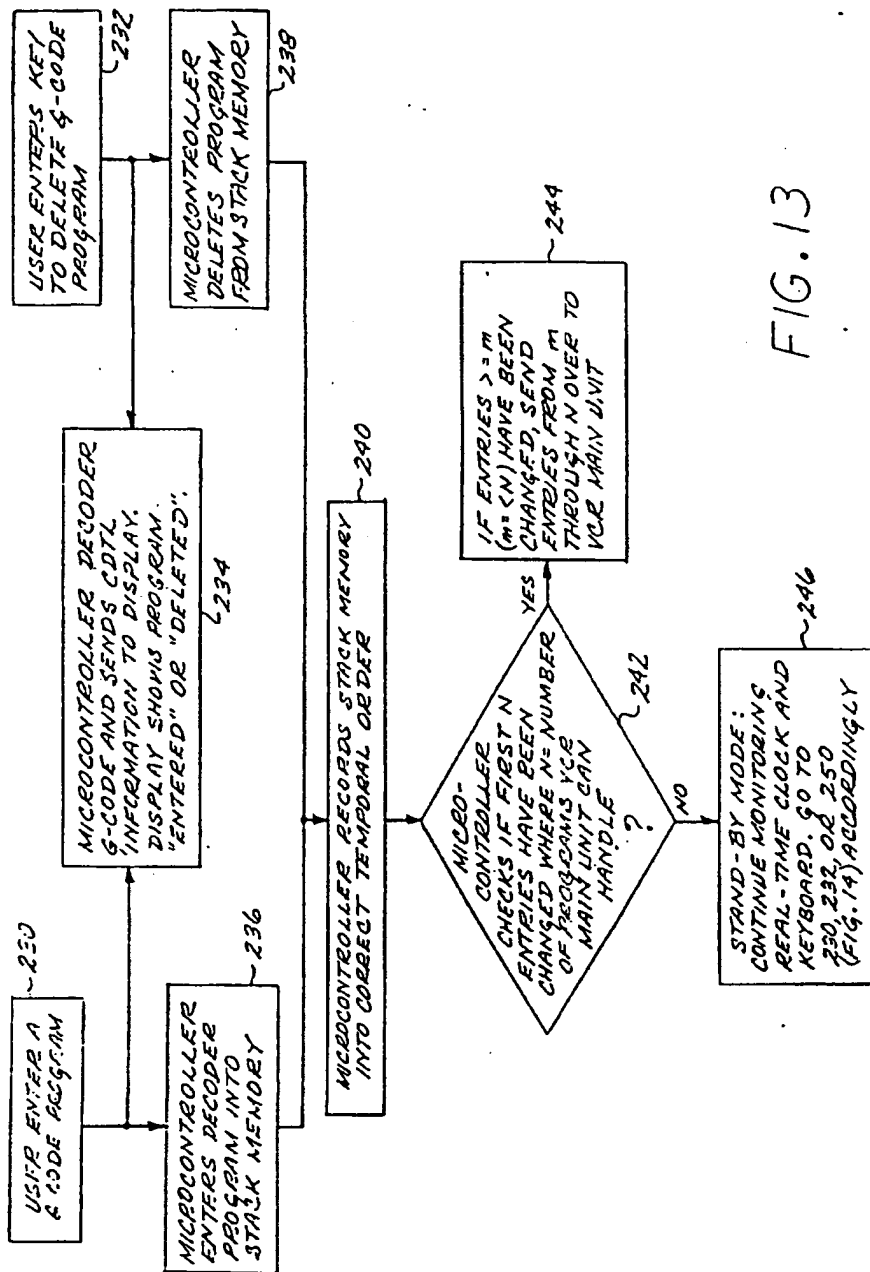 230
USER ENTER A
G CODE PROGRAM
232
USER ENTERS KEY
TO DELETE G-CODE
PROGRAM
MICROCONTROLLER DECODER
G-CODE AND SENDS CDTL
INFORMATION TO DISPLAY.
DISPLAY SHOWS PROGRAM
"ENTERED" OR "DELETED".
234
236
MICROCONTROLLER
ENTERS DECODER
PROGRAM INTO
STACK MEMORY
238
MICROCONTROLLER
DELETES PROGRAM
FROM STACK MEMORY
240
MICROCONTROLLER RECORDS STACK MEMORY
INTO CORRECT TEMPORAL ORDER
MICRO-
CONTROLLER
CHECKS IF FIRST N
ENTRIES HAVE BEEN
CHANGED WHERE N= NUMBER
OF PROGRAMS VCR
MAIN UNIT CAN
HANDLE
?
242
YES
NO
244
IF ENTRIES >= m
(m=<N) HAVE BEEN
CHANGED, SEND
ENTRIES FROM m
THROUGH N OVER TO
VCR MAIN UNIT
246
STAND-BY MODE:
CONTINUE MONITORING
REAL-TIME CLOCK AND
KEYBOARD. GO TO
230, 232, OR 250
(FIG. 14) ACCORDINGLY
FIG. 13